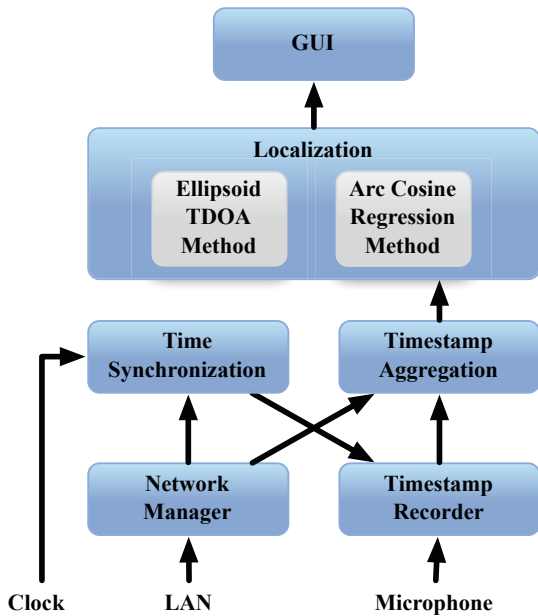 GUI
Localization
Ellipsoid
TDOA
Method
Arc Cosine
Regression
Method
Time
Synchronization
Timestamp
Aggregation
Network
Manager
Timestamp
Recorder
Clock
LAN
Microphone